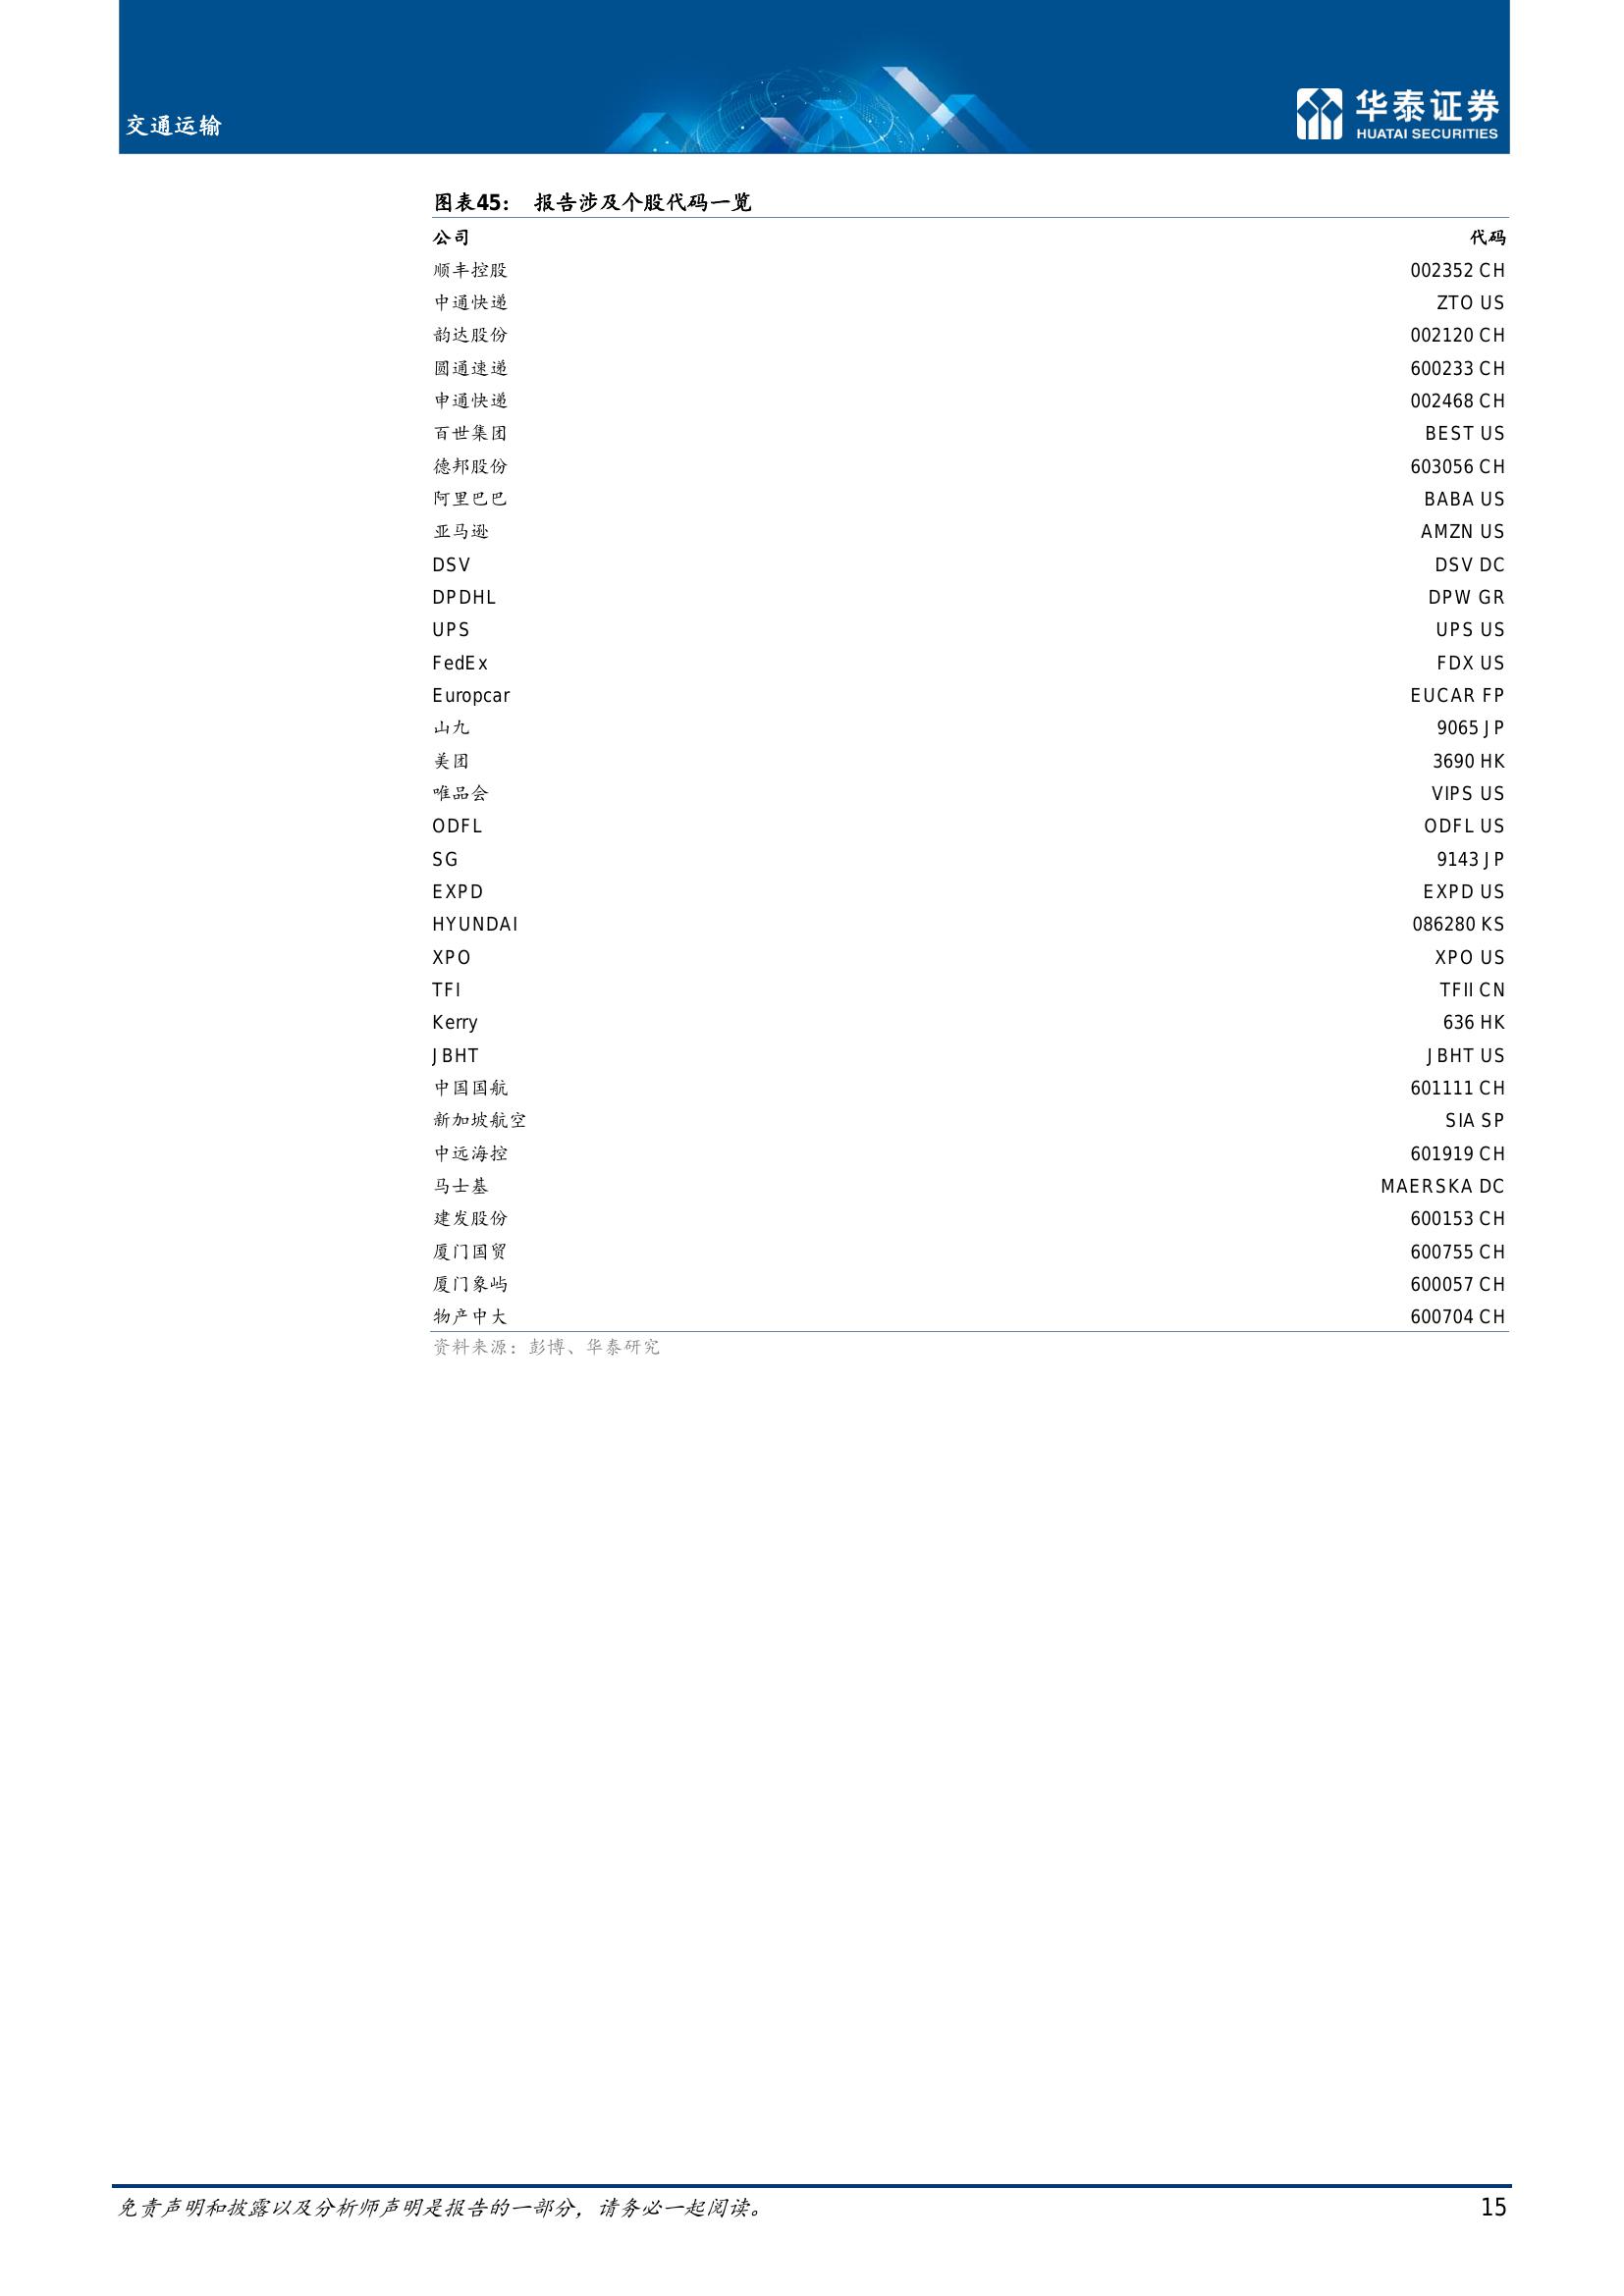 交通运输
华泰证券
HUATAI SECURITIES
图表45： 报告涉及个股代码一览
公司 代码
顺丰控股 002352 CH
中通快递 ZTO US
韵达股份 002120 CH
圆通速递 600233 CH
申通快递 002468 CH
百世集团 BEST US
德邦股份 603056 CH
阿里巴巴 BABA US
亚马逊 AMZN US
DSV DSV DC
DPDHL DPW GR
UPS UPS US
FedEx FDX US
Europcar EUCAR FP
山九 9065 JP
美团 3690 HK
唯品会 VIPS US
ODFL ODFL US
SG 9143 JP
EXPD EXPD US
HYUNDAI 086280 KS
XPO XPO US
TFI TFII CN
Kerry 636 HK
JBHT JBHT US
中国国航 601111 CH
新加坡航空 SIA SP
中远海控 601919 CH
马士基 MAERSKA DC
建发股份 600153 CH
厦门国贸 600755 CH
厦门象屿 600057 CH
物产中大 600704 CH
资料来源：彭博、华泰研究
免责声明和披露以及分析师声明是报告的一部分，请务必一起阅读。 15